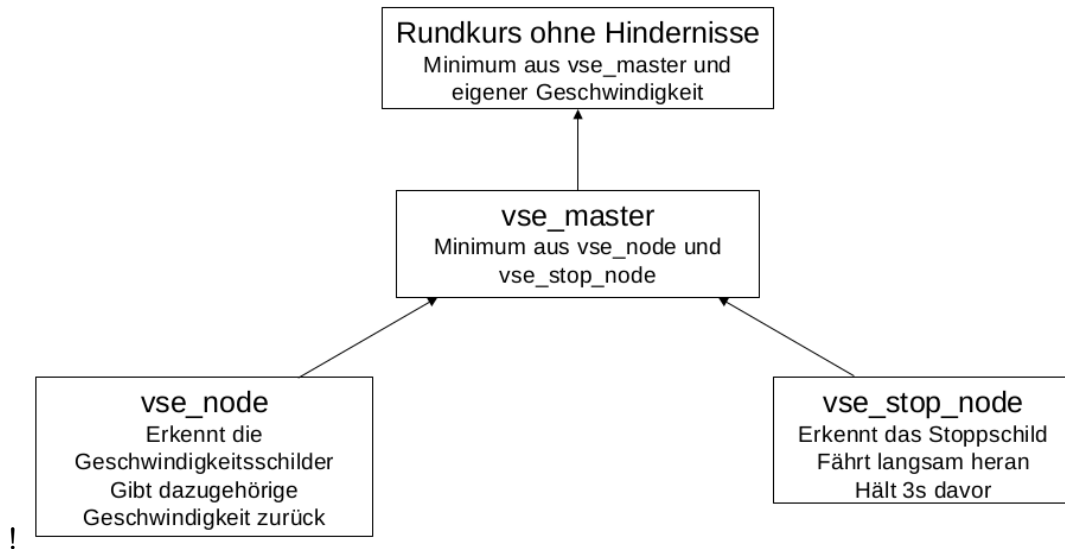 Rundkurs ohne Hindernisse
Minimum aus vse_master und
eigener Geschwindigkeit
vse_master
Minimum aus vse_node und
vse_stop_node
vse_node
Erkennt die
Geschwindigkeitsschilder
Gibt dazugehörige
Geschwindigkeit zurück
vse_stop_node
Erkennt das Stoppschild
Fährt langsam heran
Hält 3s davor
!